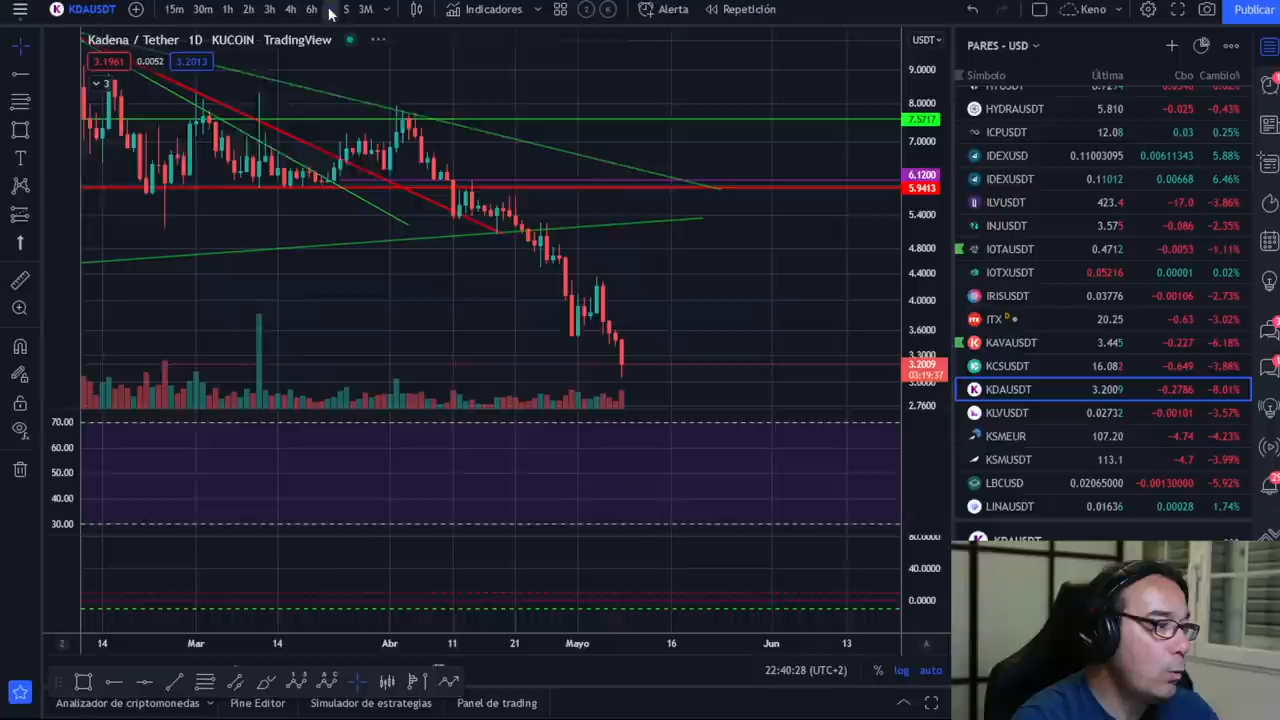 KDAUSDT 15m 30m 1h 2h 3h 4h 6h S 3M Indicadores Alerta Repetición Keno Publicar
Kadena / Tether 1D KUCOIN TradingView
3.1961 0.0052 3.2013
3
USDT
9.0000
8.0000
7.5717
7.0000
6.1200
5.9413
5.4000
4.8000
4.4000
4.0000
3.6000
3.3000
3.2009
03:19:37
3.0000
2.7600
70.00
60.00
50.00
40.00
30.00
80.0000
40.0000
0.0000
14 Mar 14 Abr 11 21 Mayo 16 Jun 13
Z A
22:40:28 (UTC+2) % log auto
Analizador de criptomonedas Pine Editor Simulador de estrategias Panel de trading
PARES - USD
Símbolo Última Cbo Cambio%
HYDRAUSDT 5.810 -0.025 -0.43%
ICPUSDT 12.08 0.03 0.25%
IDEXUSD 0.11003095 0.00611343 5.88%
IDEXUSD 0.11012 0.00668 6.46%
ILVUSDT 423.4 -17.0 -3.86%
INJUSDT 3.575 -0.086 -2.35%
IOTAUSDT 0.4712 -0.0053 -1.11%
IOTXUSDT 0.05216 0.00001 0.02%
IRISUSDT 0.03776 -0.00106 -2.73%
ITX D 20.25 -0.63 -3.02%
KAVAUSDT 3.445 -0.227 -6.18%
KCSUSDT 16.082 -0.649 -3.88%
KDAUSDT 3.2009 -0.2786 -8.01%
KLVUSDT 0.02732 -0.00101 -3.57%
KSMEUR 107.20 -4.74 -4.23%
KSMUSDT 113.1 -4.7 -3.99%
LBCUSD 0.02065000 -0.00130000 -5.92%
LINAUSDT 0.01636 0.00028 1.74%